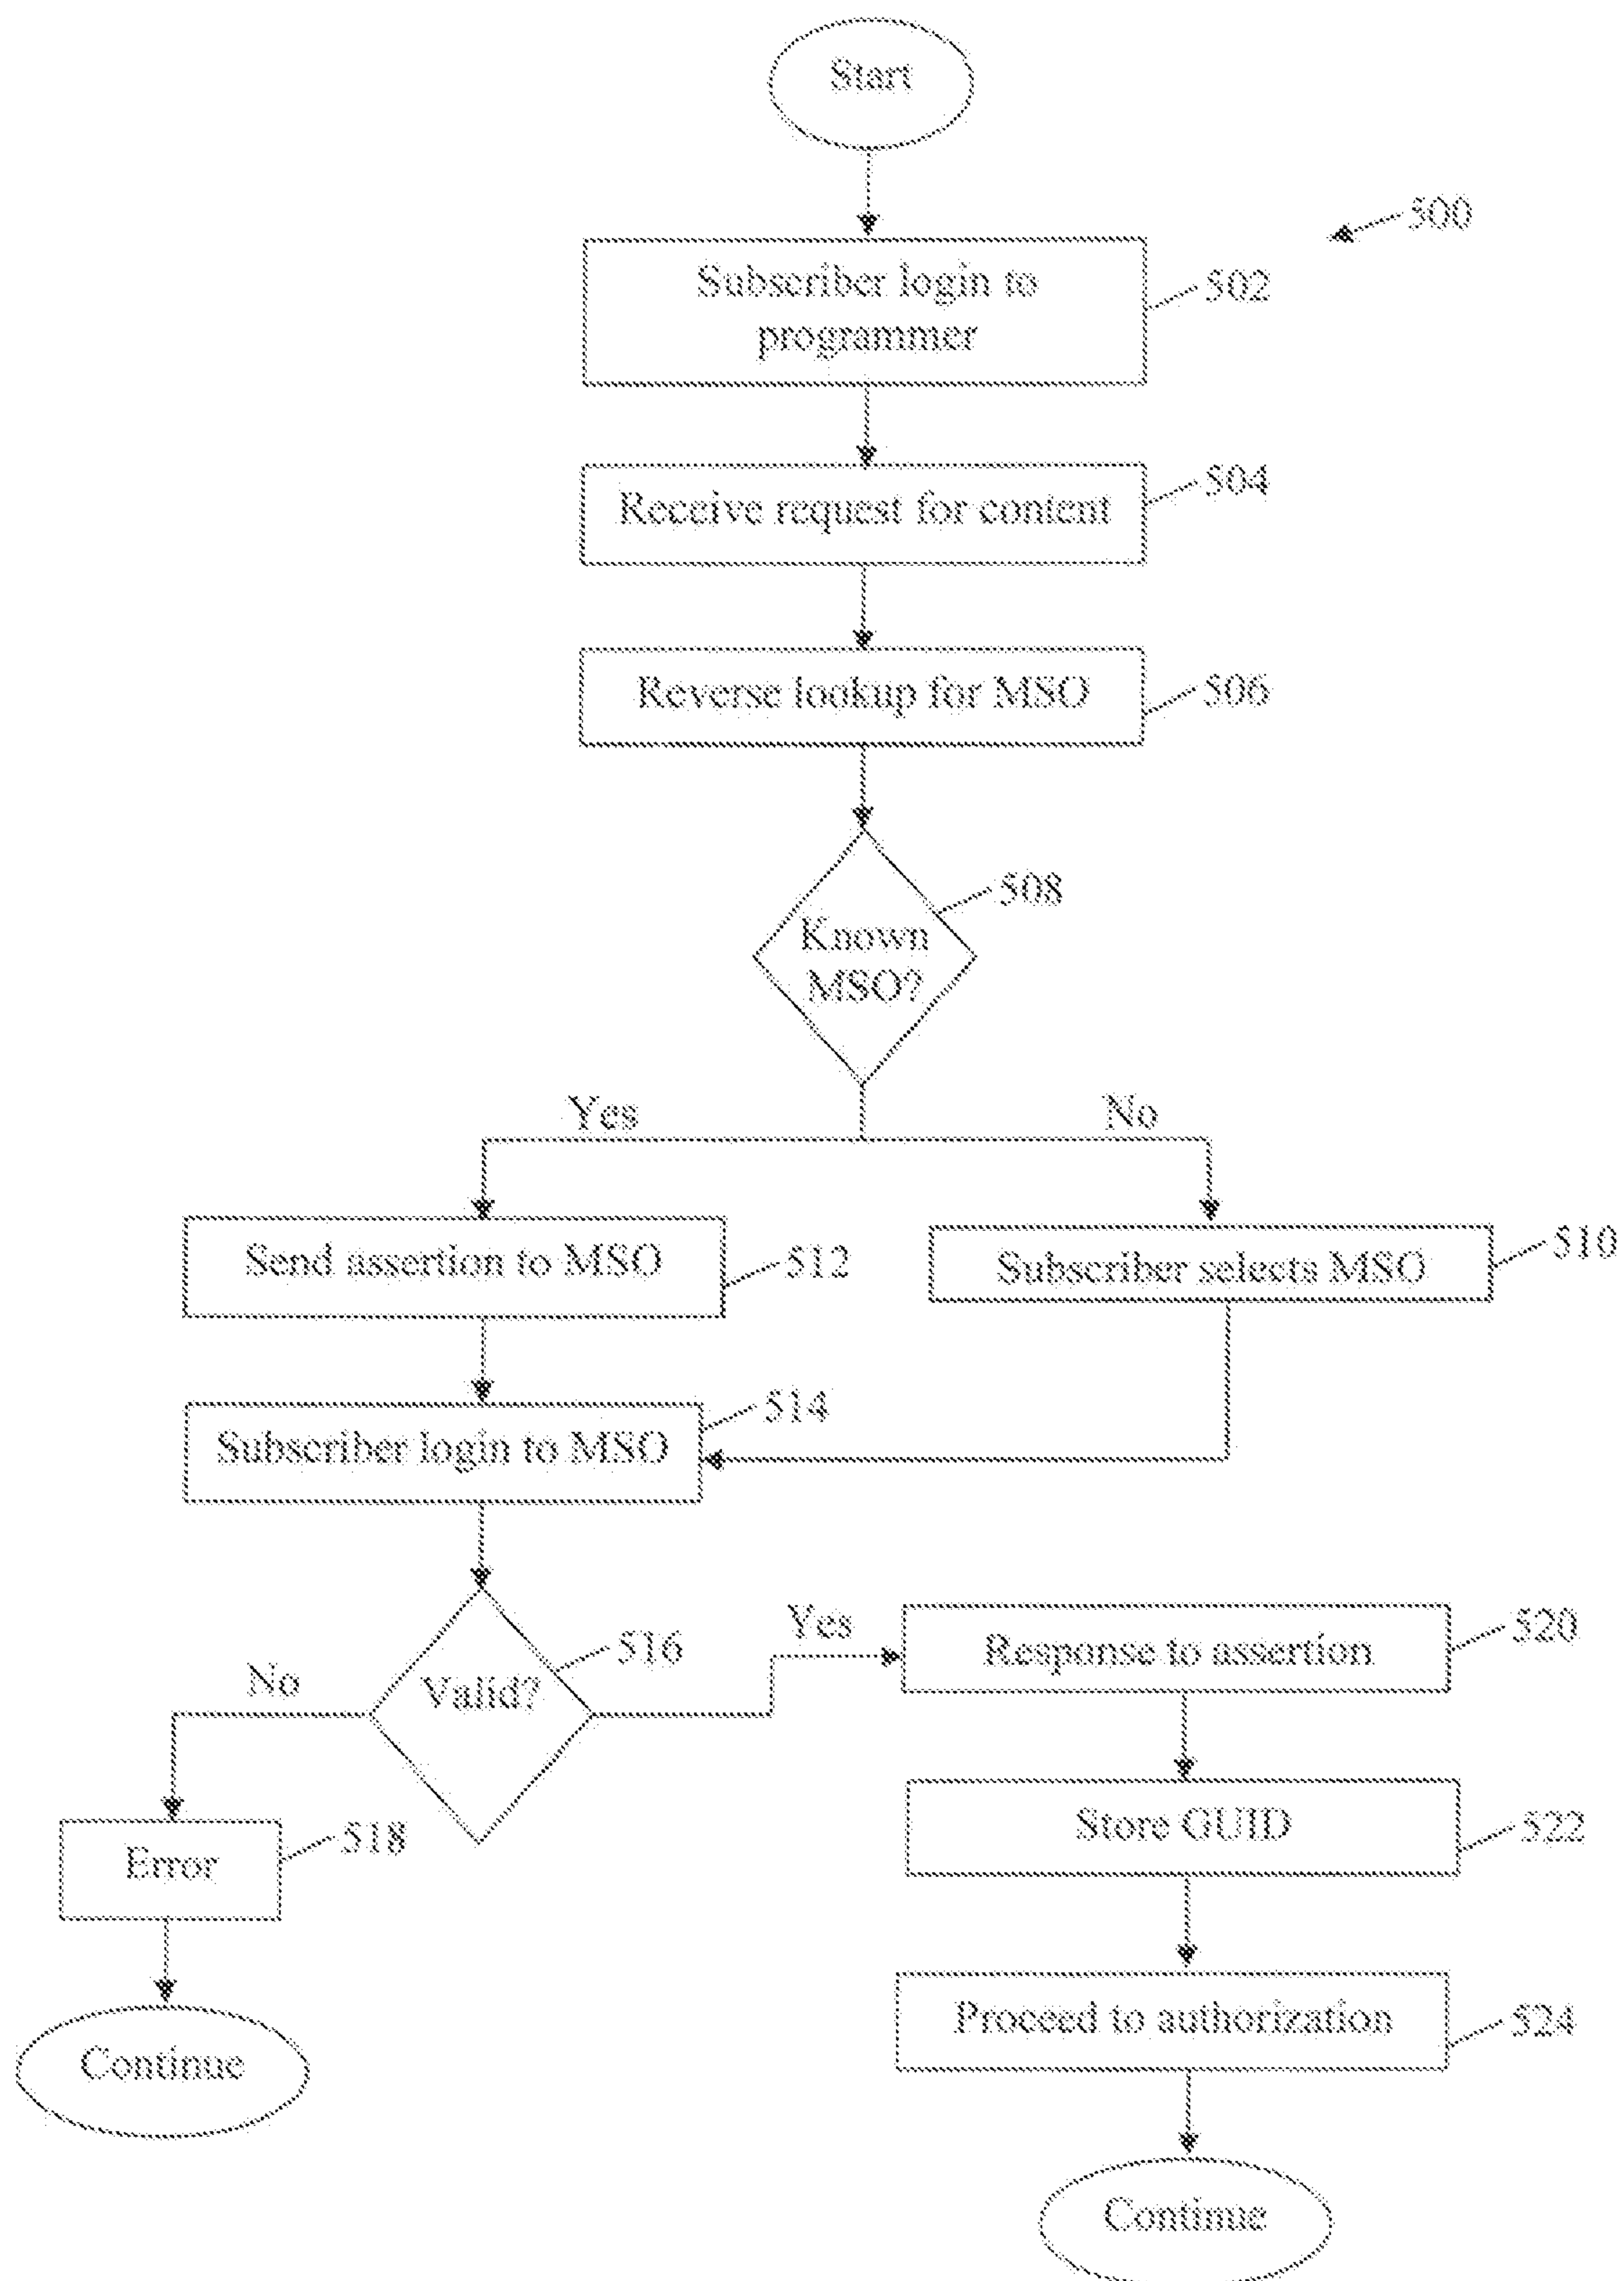 Start
500
Subscriber login to
programmer
502
Receive request for content
504
Reverse lookup for MSO
506
508
Known
MSO?
Yes
No
Send assertion to MSO
512
Subscriber selects MSO
510
Subscriber login to MSO
514
Valid?
516
No
Yes
Response to assertion
520
Error
518
Store GUID
522
Continue
Proceed to authorization
524
Continue